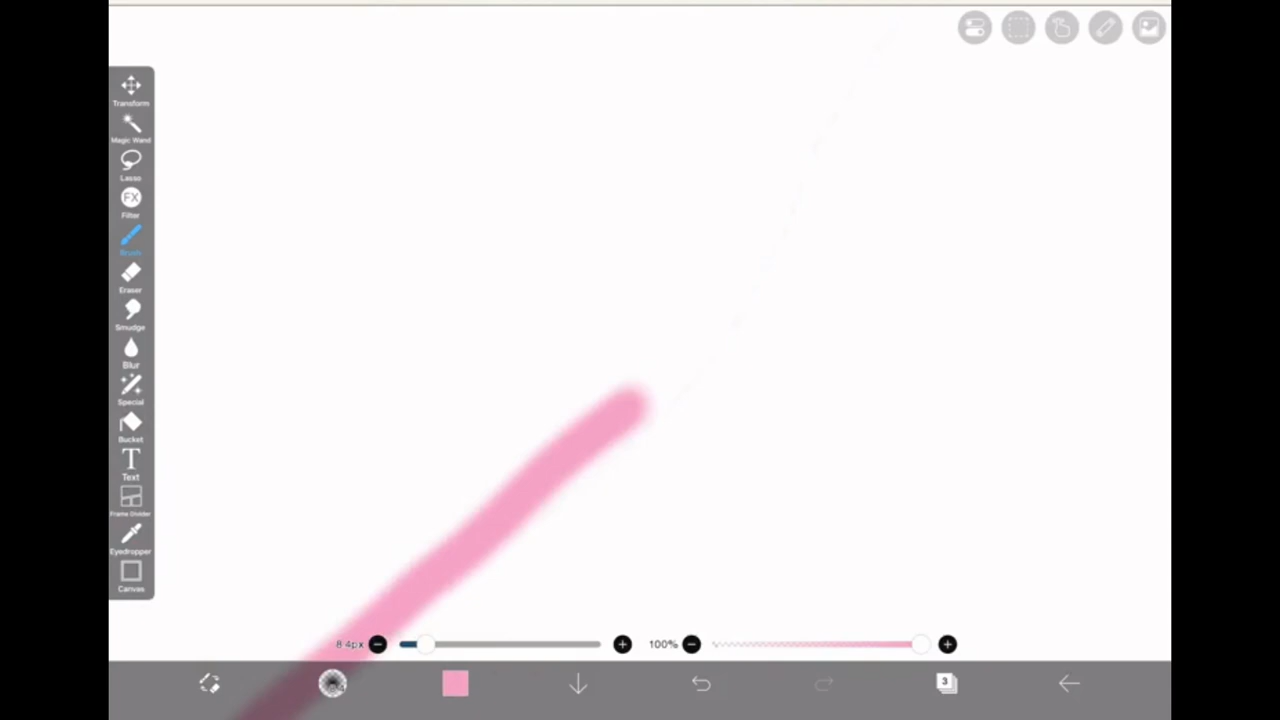 Transform
Magic Wand
Lasso
FX
Filter
Brush
Eraser
Smudge
Blur
Special
Bucket
T
Text
Frame Divider
Eyedropper
Canvas
8.4px
100%
3